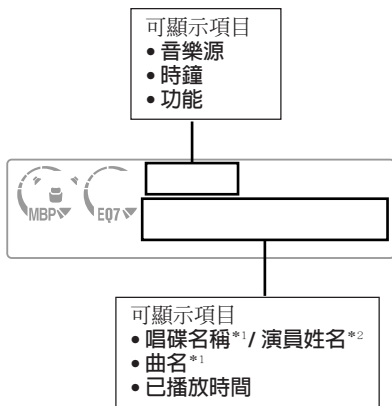 可顯示項目
• 音樂源
• 時鐘
• 功能
MBP EQ7
可顯示項目
• 唱碟名稱*1/ 演員姓名*2
• 曲名*1
• 已播放時間